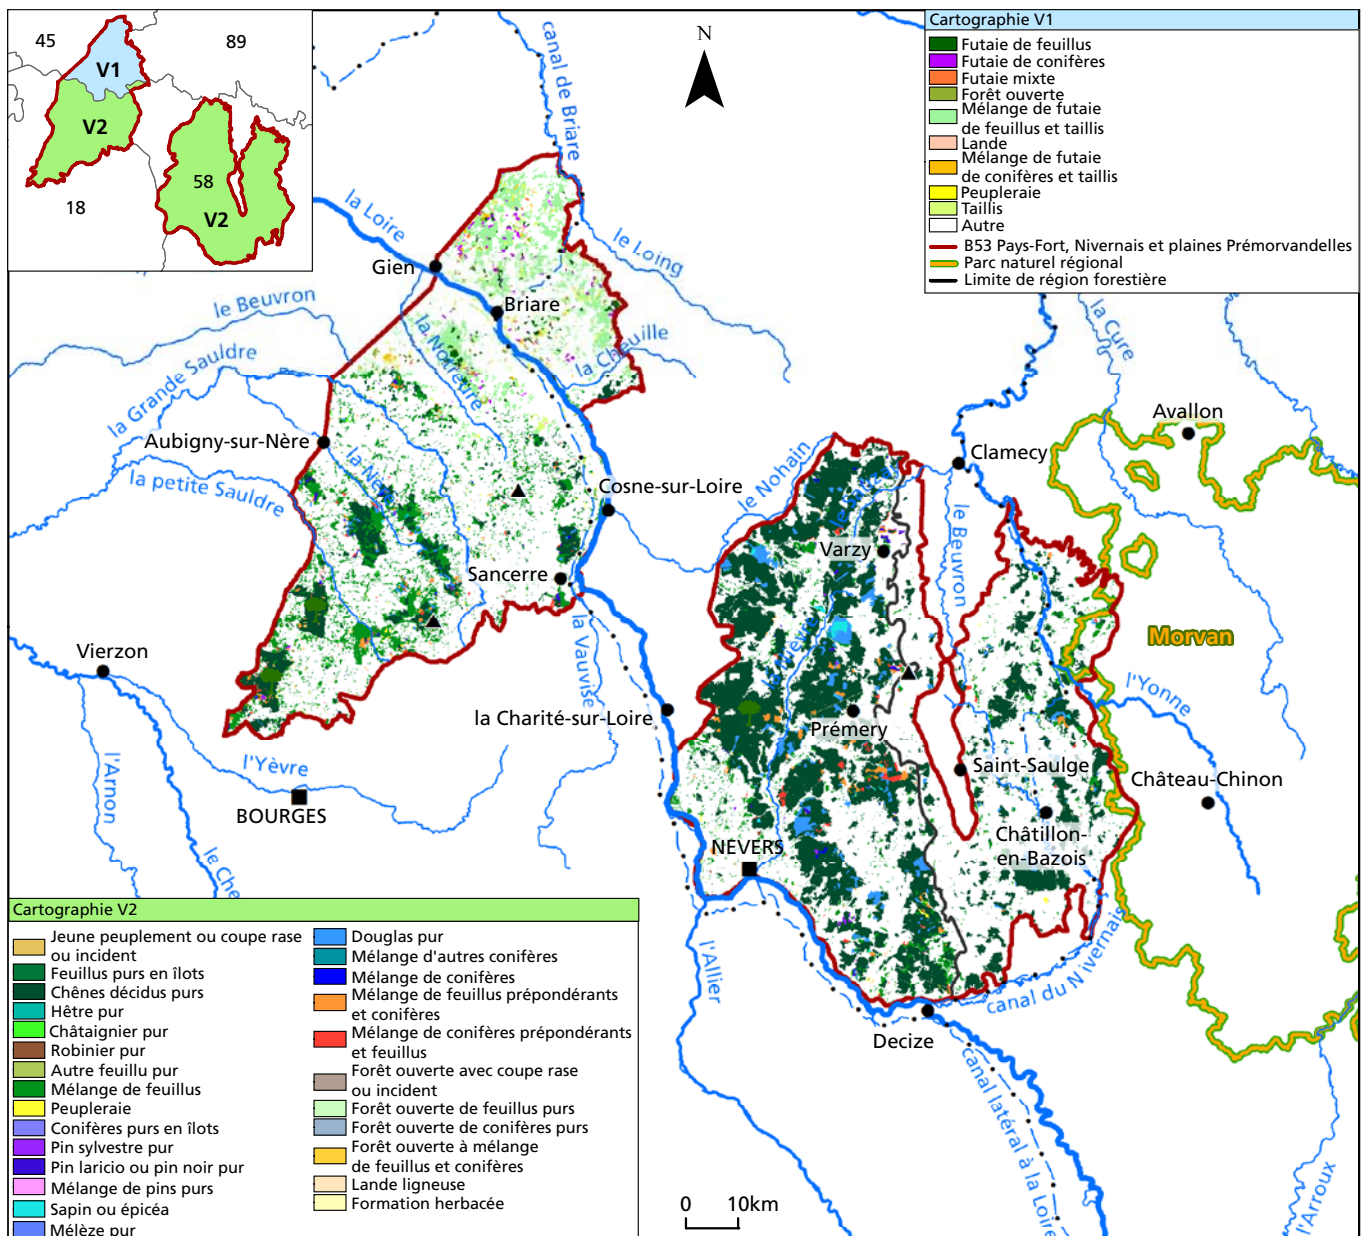 45
89
V1
V2
58
V2
18
N
Cartographie V1
Futaie de feuillus
Futaie de conifères
Futaie mixte
Forêt ouverte
Mélange de futaie
de feuillus et taillis
Lande
Mélange de futaie
de conifères et taillis
Peupleraie
Taillis
Autre
B53 Pays-Fort, Nivernais et plaines Prémorvandelles
Parc naturel régional
Limite de région forestière
canal de Briare
la Loire
le Loing
Gien
Briare
le Beuvron
la Notreure
la Cheuille
la Grande Sauldre
la Cure
Avallon
Aubigny-sur-Nère
la petite Sauldre
la Nère
Cosne-sur-Loire
le Nohain
Clamecy
le Beuvron
Varzy
Sancerre
la Vauvise
Morvan
Vierzon
l'Yonne
la Charité-sur-Loire
Prémery
Saint-Saulge
Château-Chinon
l'Arnon
l'Yèvre
BOURGES
le Che
Châtillon-
en-Bazois
NEVERS
l'Allier
canal du Nivernais
Decize
canal latéral à la Loire
l'Arroux
0 10km
Cartographie V2
Jeune peuplement ou coupe rase
ou incident
Feuillus purs en îlots
Chênes décidus purs
Hêtre pur
Châtaignier pur
Robinier pur
Autre feuillu pur
Mélange de feuillus
Peupleraie
Conifères purs en îlots
Pin sylvestre pur
Pin laricio ou pin noir pur
Mélange de pins purs
Sapin ou épicéa
Mélèze pur
Douglas pur
Mélange d'autres conifères
Mélange de conifères
Mélange de feuillus prépondérants
et conifères
Mélange de conifères prépondérants
et feuillus
Forêt ouverte avec coupe rase
ou incident
Forêt ouverte de feuillus purs
Forêt ouverte de conifères purs
Forêt ouverte à mélange
de feuillus et conifères
Lande ligneuse
Formation herbacée